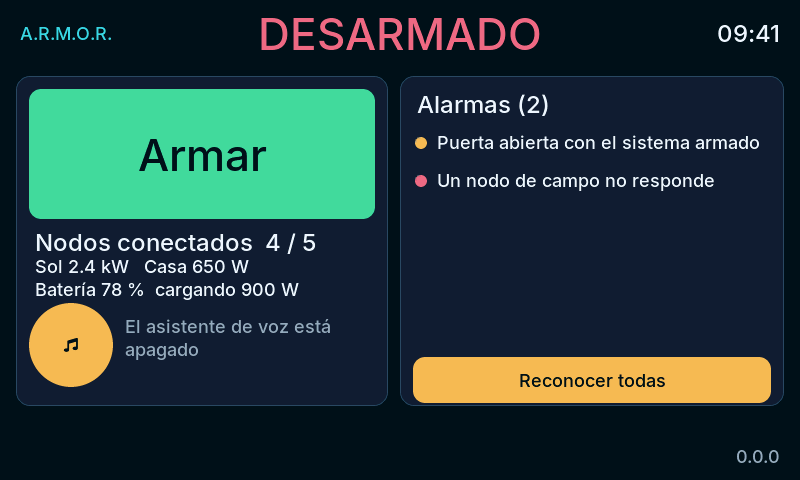 A.R.M.O.R.
DESARMADO
09:41
Armar
Nodos conectados 4 / 5
Sol 2.4 kW Casa 650 W
Batería 78 % cargando 900 W
El asistente de voz está
apagado
Alarmas (2)
Puerta abierta con el sistema armado
Un nodo de campo no responde
Reconocer todas
0.0.0